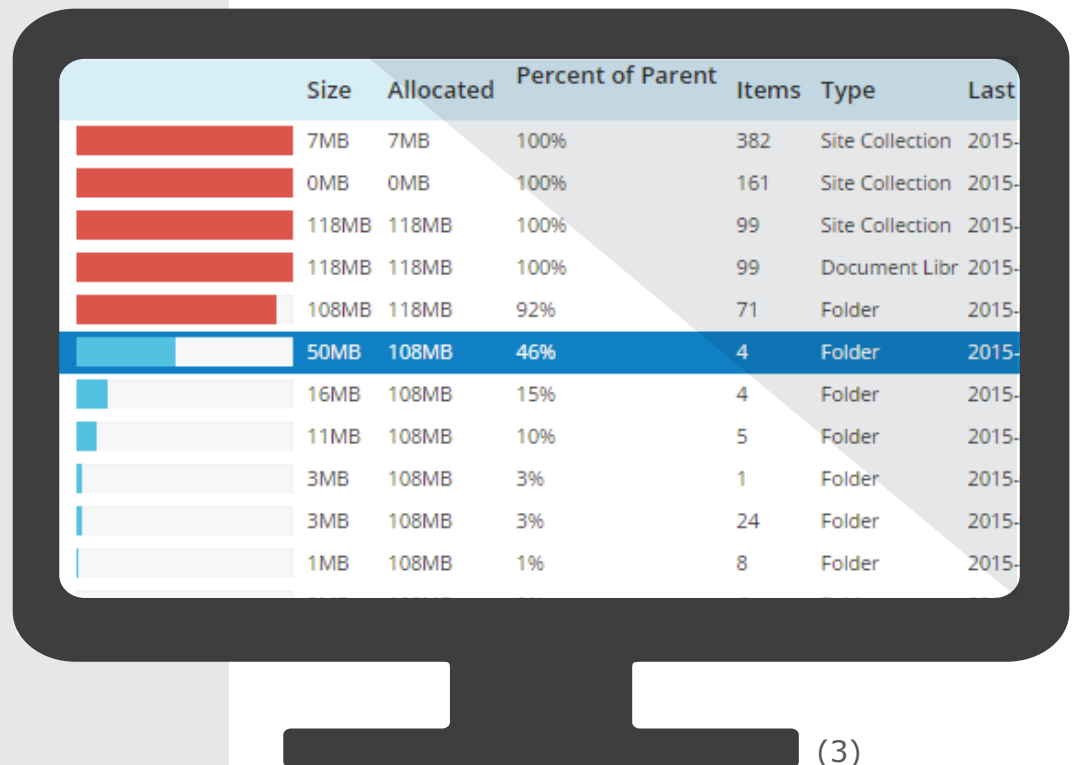 Size Allocated Percent of Parent Items Type Last
7MB 7MB 100% 382 Site Collection 2015-
0MB 0MB 100% 161 Site Collection 2015-
118MB 118MB 100% 99 Site Collection 2015-
118MB 118MB 100% 99 Document Libr 2015-
108MB 118MB 92% 71 Folder 2015-
50MB 108MB 46% 4 Folder 2015-
16MB 108MB 15% 4 Folder 2015-
11MB 108MB 10% 5 Folder 2015-
3MB 108MB 3% 1 Folder 2015-
3MB 108MB 3% 24 Folder 2015-
1MB 108MB 1% 8 Folder 2015-
(3)